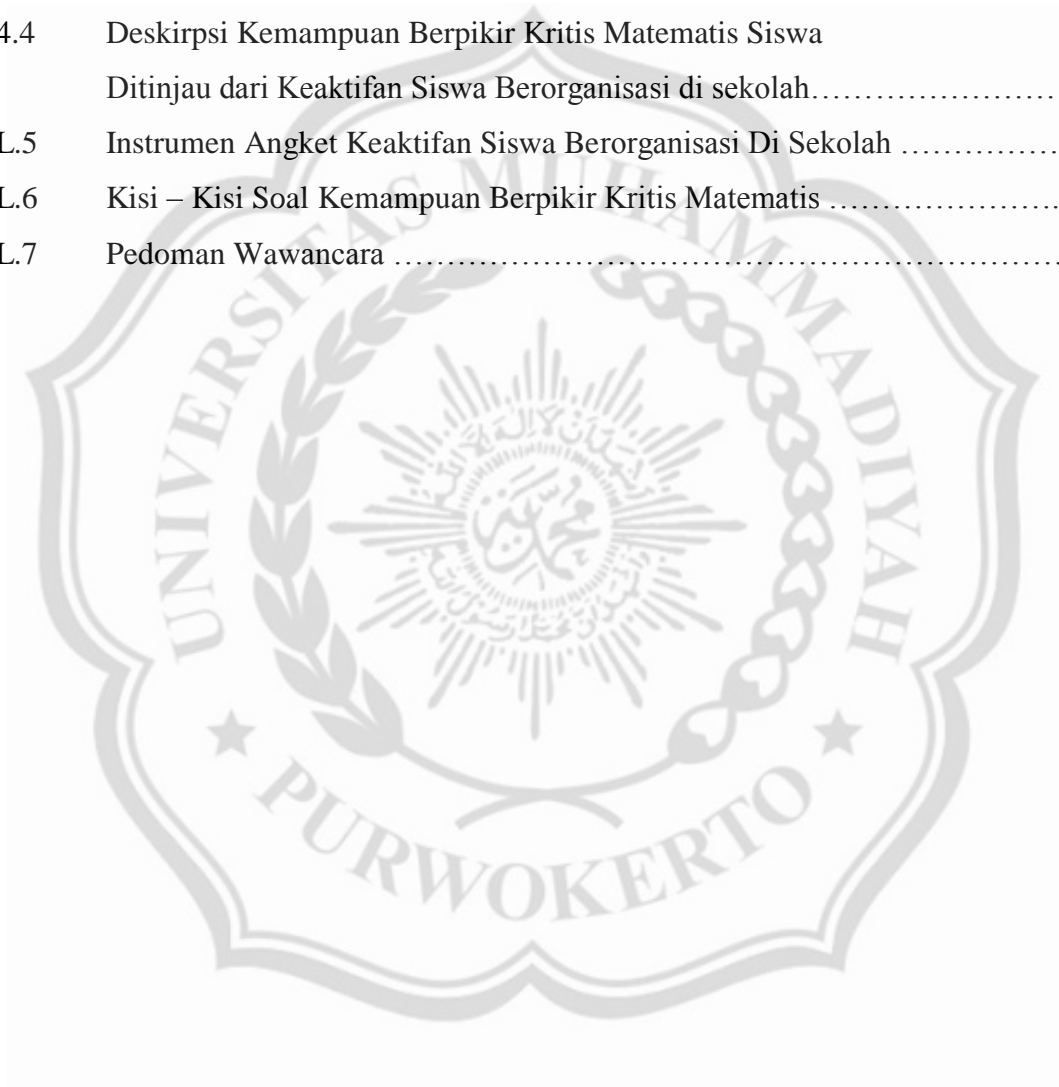 4.4 Deskirpsi Kemampuan Berpikir Kritis Matematis Siswa
Ditinjau dari Keaktifan Siswa Berorganisasi di sekolah……………………
L.5 Instrumen Angket Keaktifan Siswa Berorganisasi Di Sekolah ……………
L.6 Kisi – Kisi Soal Kemampuan Berpikir Kritis Matematis …………………..
L.7 Pedoman Wawancara ……………………………………………………………
UNIVERSITAS MUHAMMADIYAH
PURWOKERTO